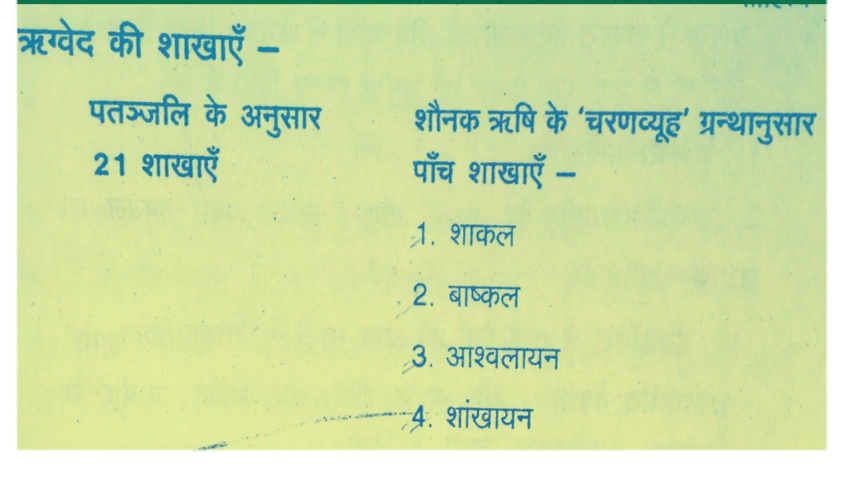 ऋग्वेद की शाखाएँ –
पतञ्जलि के अनुसार
21 शाखाएँ
शौनक ऋषि के 'चरणव्यूह' ग्रन्थानुसार
पाँच शाखाएँ –
1. शाकल
2. बाष्कल
3. आश्वलायन
4. शांखायन